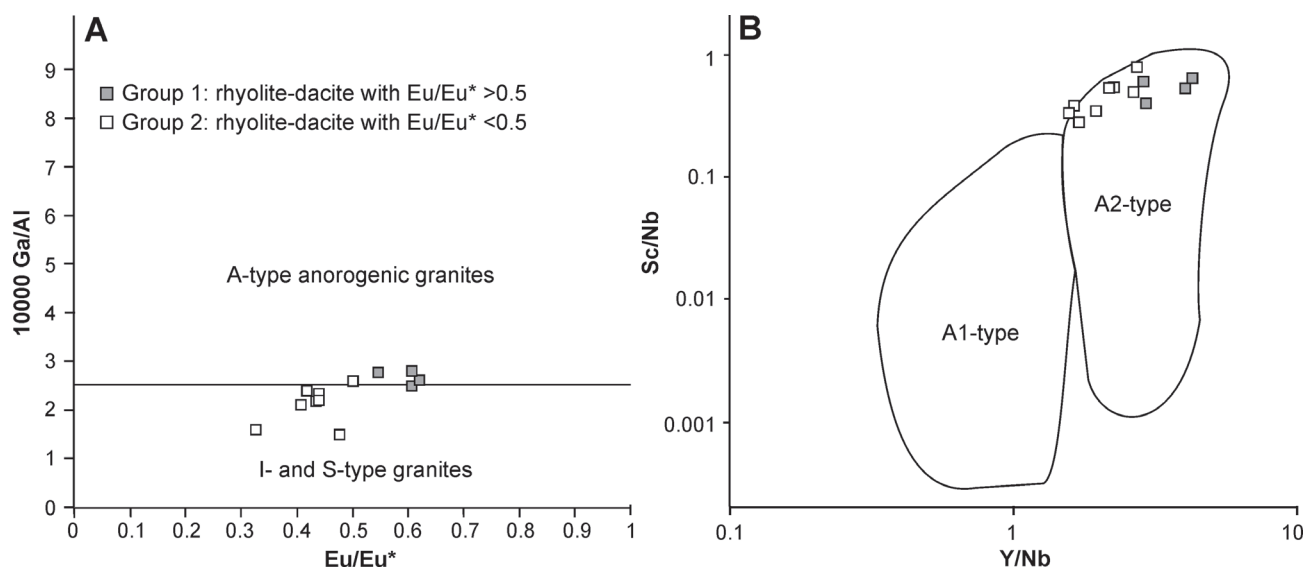 A
10000 Ga/Al
9
8
7
6
5
4
3
2
1
0
Group 1: rhyolite-dacite with Eu/Eu* >0.5
Group 2: rhyolite-dacite with Eu/Eu* <0.5
A-type anorogenic granites
I- and S-type granites
0 0.1 0.2 0.3 0.4 0.5 0.6 0.7 0.8 0.9 1
Eu/Eu*
B
Sc/Nb
1
0.1
0.01
0.001
A2-type
A1-type
0.1 1 10
Y/Nb